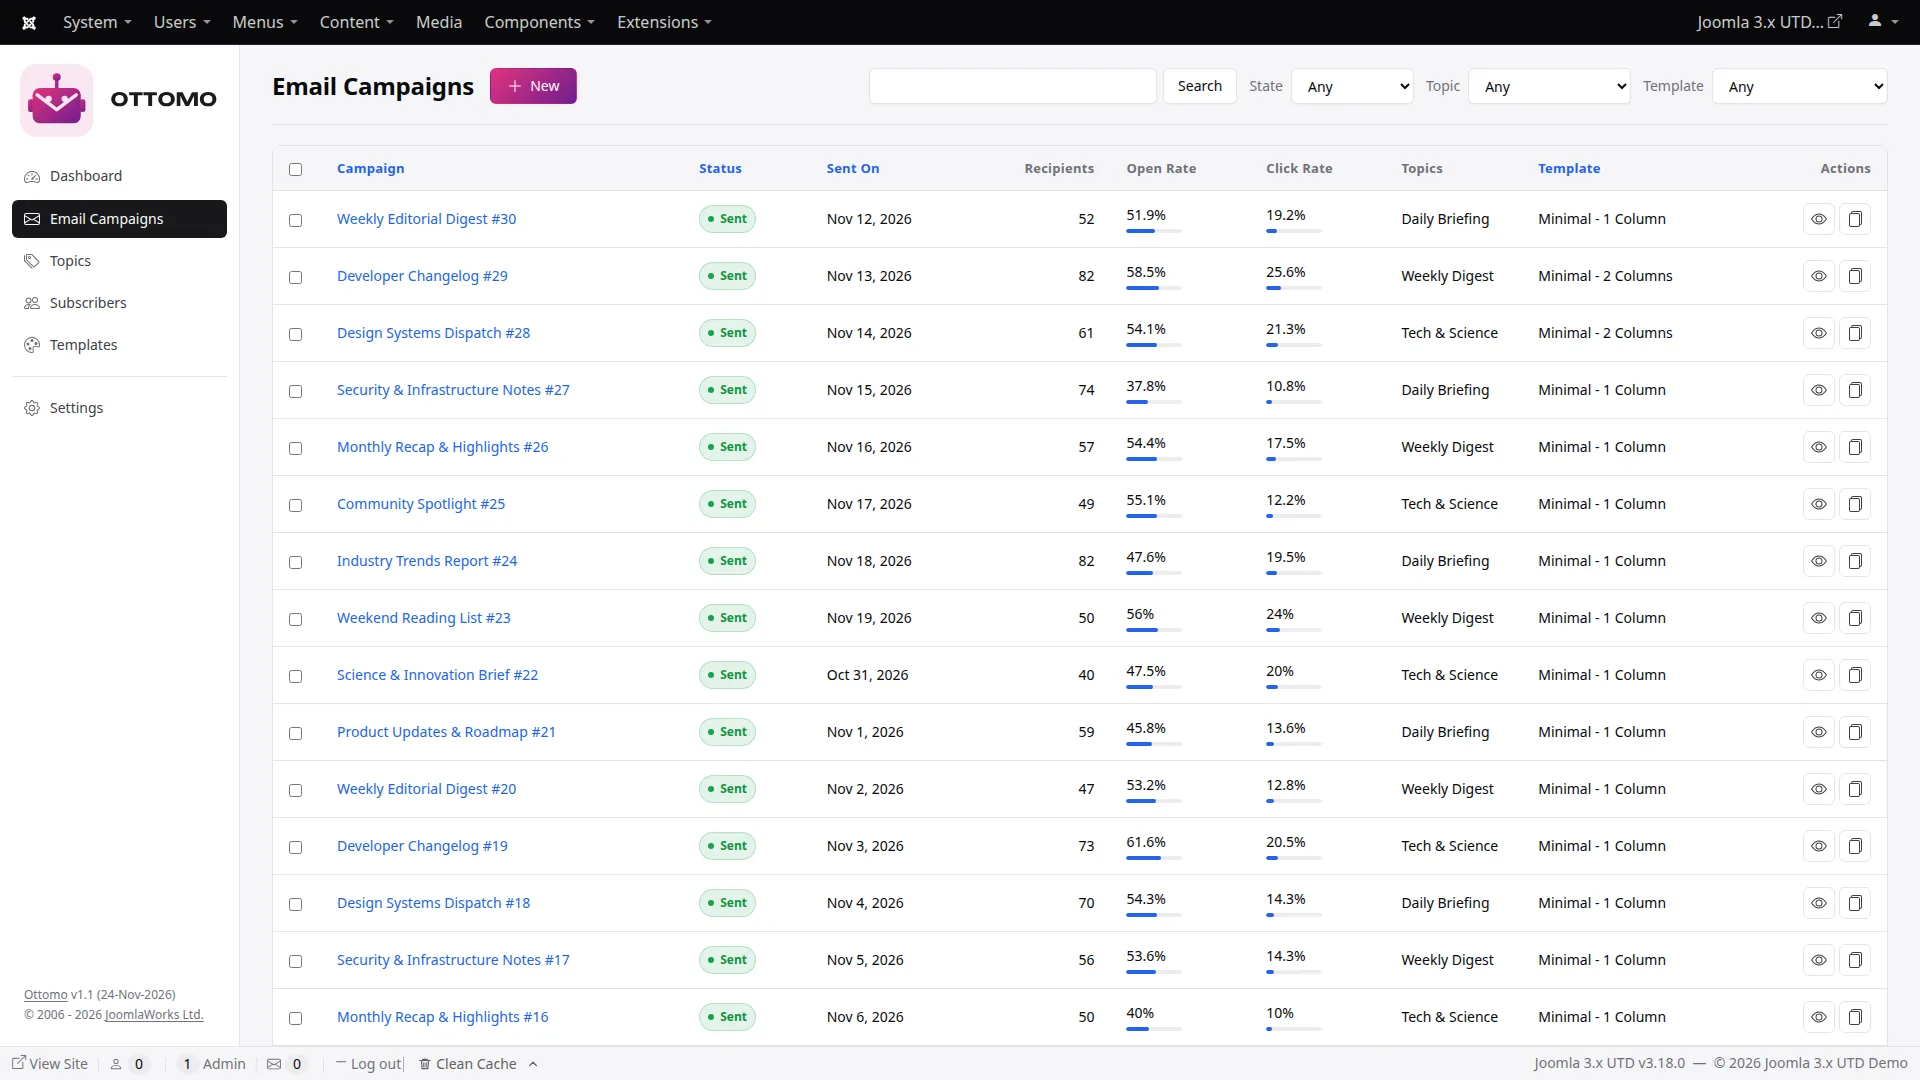 System Users Menus Content Media Components Extensions Joomla 3.x UTD...
OTTOMO
Dashboard
Email Campaigns
Topics
Subscribers
Templates
Settings
Ottomo v1.1 (24-Nov-2026)
© 2006 - 2026 JoomlaWorks Ltd.
Email Campaigns + New Search State Any Topic Any Template Any
Campaign Status Sent On Recipients Open Rate Click Rate Topics Template Actions
Weekly Editorial Digest #30 Sent Nov 12, 2026 52 51.9% 19.2% Daily Briefing Minimal - 1 Column
Developer Changelog #29 Sent Nov 13, 2026 82 58.5% 25.6% Weekly Digest Minimal - 2 Columns
Design Systems Dispatch #28 Sent Nov 14, 2026 61 54.1% 21.3% Tech & Science Minimal - 2 Columns
Security & Infrastructure Notes #27 Sent Nov 15, 2026 74 37.8% 10.8% Daily Briefing Minimal - 1 Column
Monthly Recap & Highlights #26 Sent Nov 16, 2026 57 54.4% 17.5% Weekly Digest Minimal - 1 Column
Community Spotlight #25 Sent Nov 17, 2026 49 55.1% 12.2% Tech & Science Minimal - 1 Column
Industry Trends Report #24 Sent Nov 18, 2026 82 47.6% 19.5% Daily Briefing Minimal - 1 Column
Weekend Reading List #23 Sent Nov 19, 2026 50 56% 24% Weekly Digest Minimal - 1 Column
Science & Innovation Brief #22 Sent Oct 31, 2026 40 47.5% 20% Tech & Science Minimal - 1 Column
Product Updates & Roadmap #21 Sent Nov 1, 2026 59 45.8% 13.6% Daily Briefing Minimal - 1 Column
Weekly Editorial Digest #20 Sent Nov 2, 2026 47 53.2% 12.8% Weekly Digest Minimal - 1 Column
Developer Changelog #19 Sent Nov 3, 2026 73 61.6% 20.5% Tech & Science Minimal - 1 Column
Design Systems Dispatch #18 Sent Nov 4, 2026 70 54.3% 14.3% Daily Briefing Minimal - 1 Column
Security & Infrastructure Notes #17 Sent Nov 5, 2026 56 53.6% 14.3% Weekly Digest Minimal - 1 Column
Monthly Recap & Highlights #16 Sent Nov 6, 2026 50 40% 10% Tech & Science Minimal - 1 Column
View Site 0 1 Admin 0 Log out Clean Cache Joomla 3.x UTD v3.18.0 — © 2026 Joomla 3.x UTD Demo